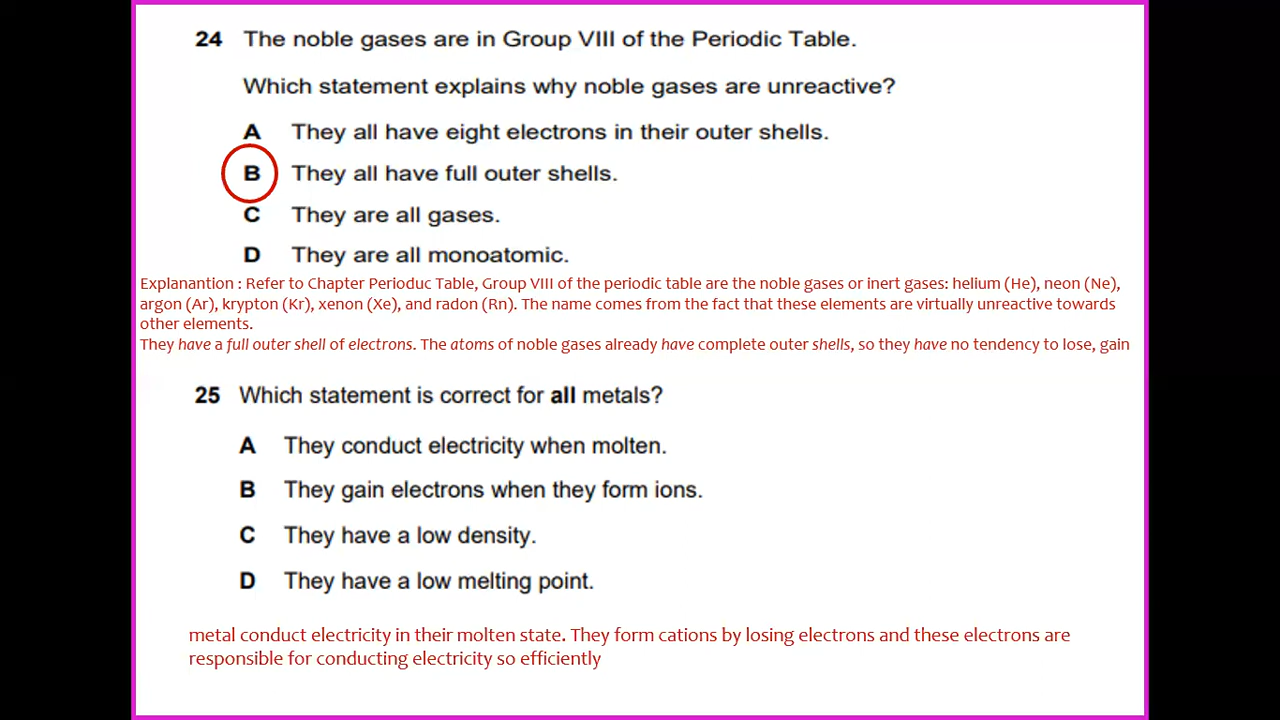 24 The noble gases are in Group VIII of the Periodic Table.
Which statement explains why noble gases are unreactive?
A They all have eight electrons in their outer shells.
B They all have full outer shells.
C They are all gases.
D They are all monoatomic.
Explanantion : Refer to Chapter Perioduc Table, Group VIII of the periodic table are the noble gases or inert gases: helium (He), neon (Ne),
argon (Ar), krypton (Kr), xenon (Xe), and radon (Rn). The name comes from the fact that these elements are virtually unreactive towards
other elements.
They have a full outer shell of electrons. The atoms of noble gases already have complete outer shells, so they have no tendency to lose, gain
25 Which statement is correct for all metals?
A They conduct electricity when molten.
B They gain electrons when they form ions.
C They have a low density.
D They have a low melting point.
metal conduct electricity in their molten state. They form cations by losing electrons and these electrons are
responsible for conducting electricity so efficiently